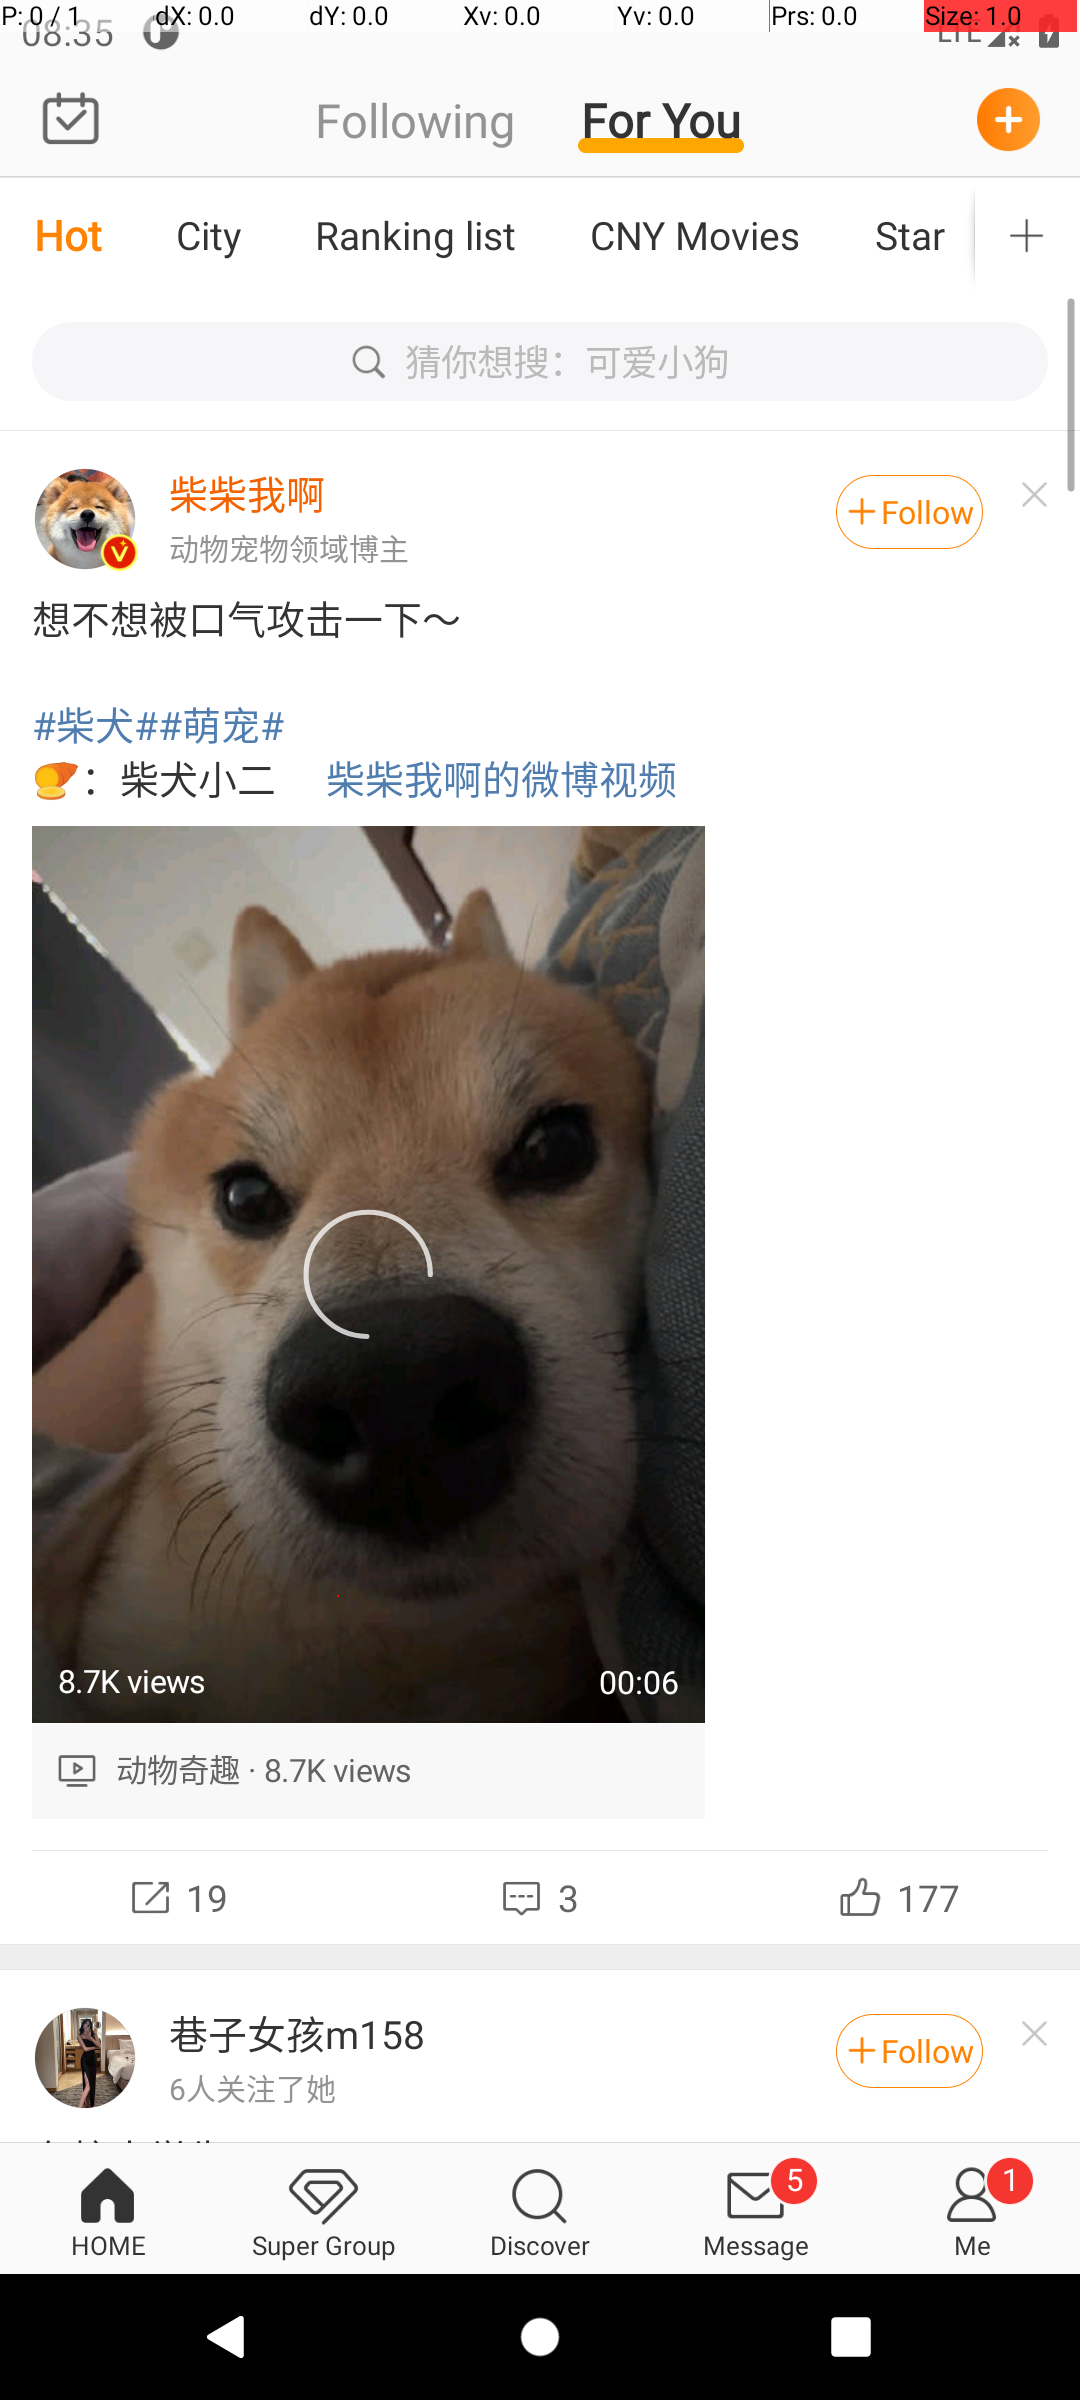 P: 0 / 1 dX: 0.0 dY: 0.0 Xv: 0.0 Yv: 0.0 Prs: 0.0 Size: 1.0
08:35 LTE
Following For You
Hot City Ranking list CNY Movies Star
猜你想搜：可爱小狗
柴柴我啊
动物宠物领域博主
+Follow
想不想被口气攻击一下～
#柴犬##萌宠#
：柴犬小二 柴柴我啊的微博视频
8.7K views 00:06
动物奇趣 · 8.7K views
19 3 177
巷子女孩m158
6人关注了她
+Follow
HOME Super Group Discover Message 5 Me 1